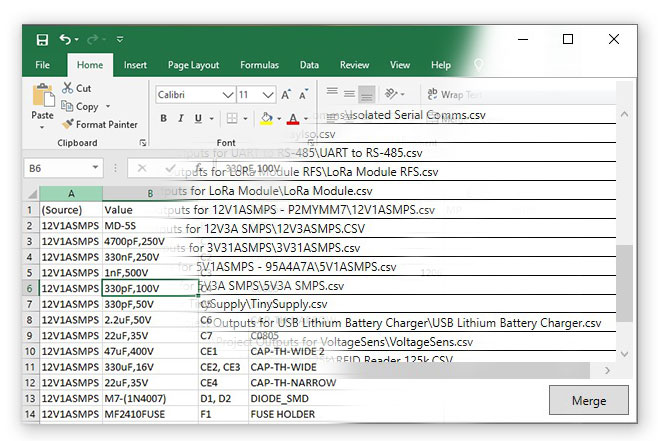 File Home Insert Page Layout Formulas Data Review View Help
Calibri 11 Wrap Text
Paste Cut
Copy
Format Painter
Clipboard Font
B6 330pF,100V
\Isolated Serial Comms.csv
.csv
puts for UART to RS-485\UART to RS-485.csv
tputs for LoRa Module RFS\LoRa Module RFS.csv
tputs for LoRa Module\LoRa Module.csv
tputs for 12V1ASMPS - P2MYMM7\12V1ASMPS.csv
puts for 12V3A SMPS\12V3ASMPS.CSV
for 3V31ASMPS\3V31ASMPS.csv
for 5V1ASMPS - 95A4A7A\5V1ASMPS.csv
5V3A SMPS\5V3A SMPS.csv
TinySupply\TinySupply.csv
Outputs for USB Lithium Battery Charger\USB Lithium Battery Charger.csv
Project Outputs for VoltageSens\VoltageSens.csv
\RFID Reader 125k.CSV
Merge
A B
1 (Source) Value
2 12V1ASMPS MD-5S
3 12V1ASMPS 4700pF,250V
4 12V1ASMPS 330nF,250V
5 12V1ASMPS 1nF,500V
6 12V1ASMPS 330pF,100V
7 12V1ASMPS 330pF,50V C5
8 12V1ASMPS 2.2uF,50V C6
9 12V1ASMPS 22uF,35V C7 C0805
10 12V1ASMPS 47uF,400V CE1 CAP-TH-WIDE 2
11 12V1ASMPS 330uF,16V CE2, CE3 CAP-TH-WIDE
12 12V1ASMPS 22uF,35V CE4 CAP-TH-NARROW
13 12V1ASMPS M7-(1N4007) D1, D2 DIODE_SMD
14 12V1ASMPS MF2410FUSE F1 FUSE HOLDER